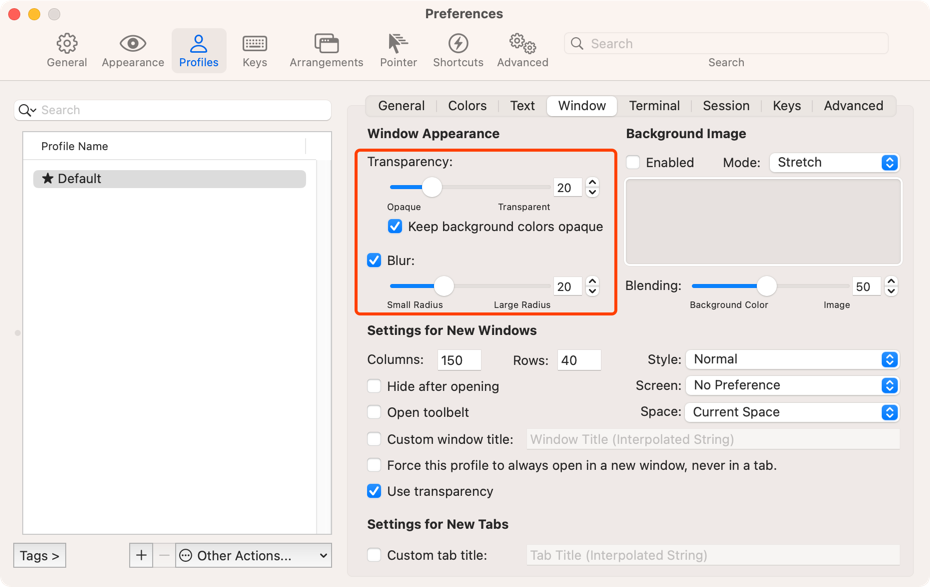 Preferences
General Appearance Profiles Keys Arrangements Pointer Shortcuts Advanced
Search
Search
Search
General Colors Text Window Terminal Session Keys Advanced
Profile Name
★ Default
Window Appearance
Transparency:
20
Opaque Transparent
Keep background colors opaque
Blur:
20
Small Radius Large Radius
Background Image
Enabled Mode: Stretch
Blending: 50
Background Color Image
Settings for New Windows
Columns: 150 Rows: 40 Style: Normal
Hide after opening Screen: No Preference
Open toolbelt Space: Current Space
Custom window title: Window Title (Interpolated String)
Force this profile to always open in a new window, never in a tab.
Use transparency
Settings for New Tabs
Custom tab title: Tab Title (Interpolated String)
Tags > + − Other Actions...